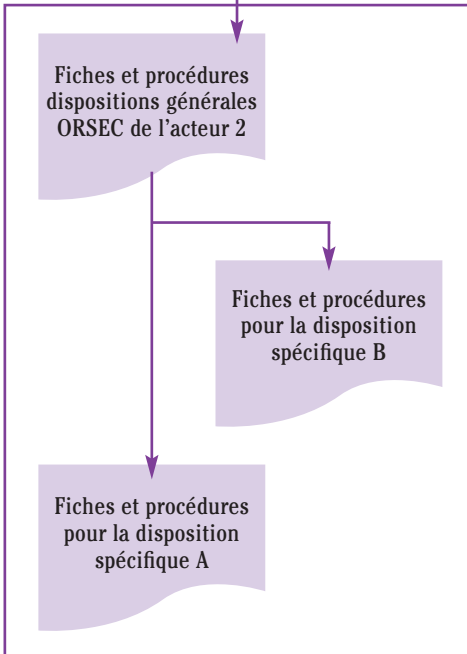 Fiches et procédures
dispositions générales
ORSEC de l’acteur 2
Fiches et procédures
pour la disposition
spécifique B
Fiches et procédures
pour la disposition
spécifique A